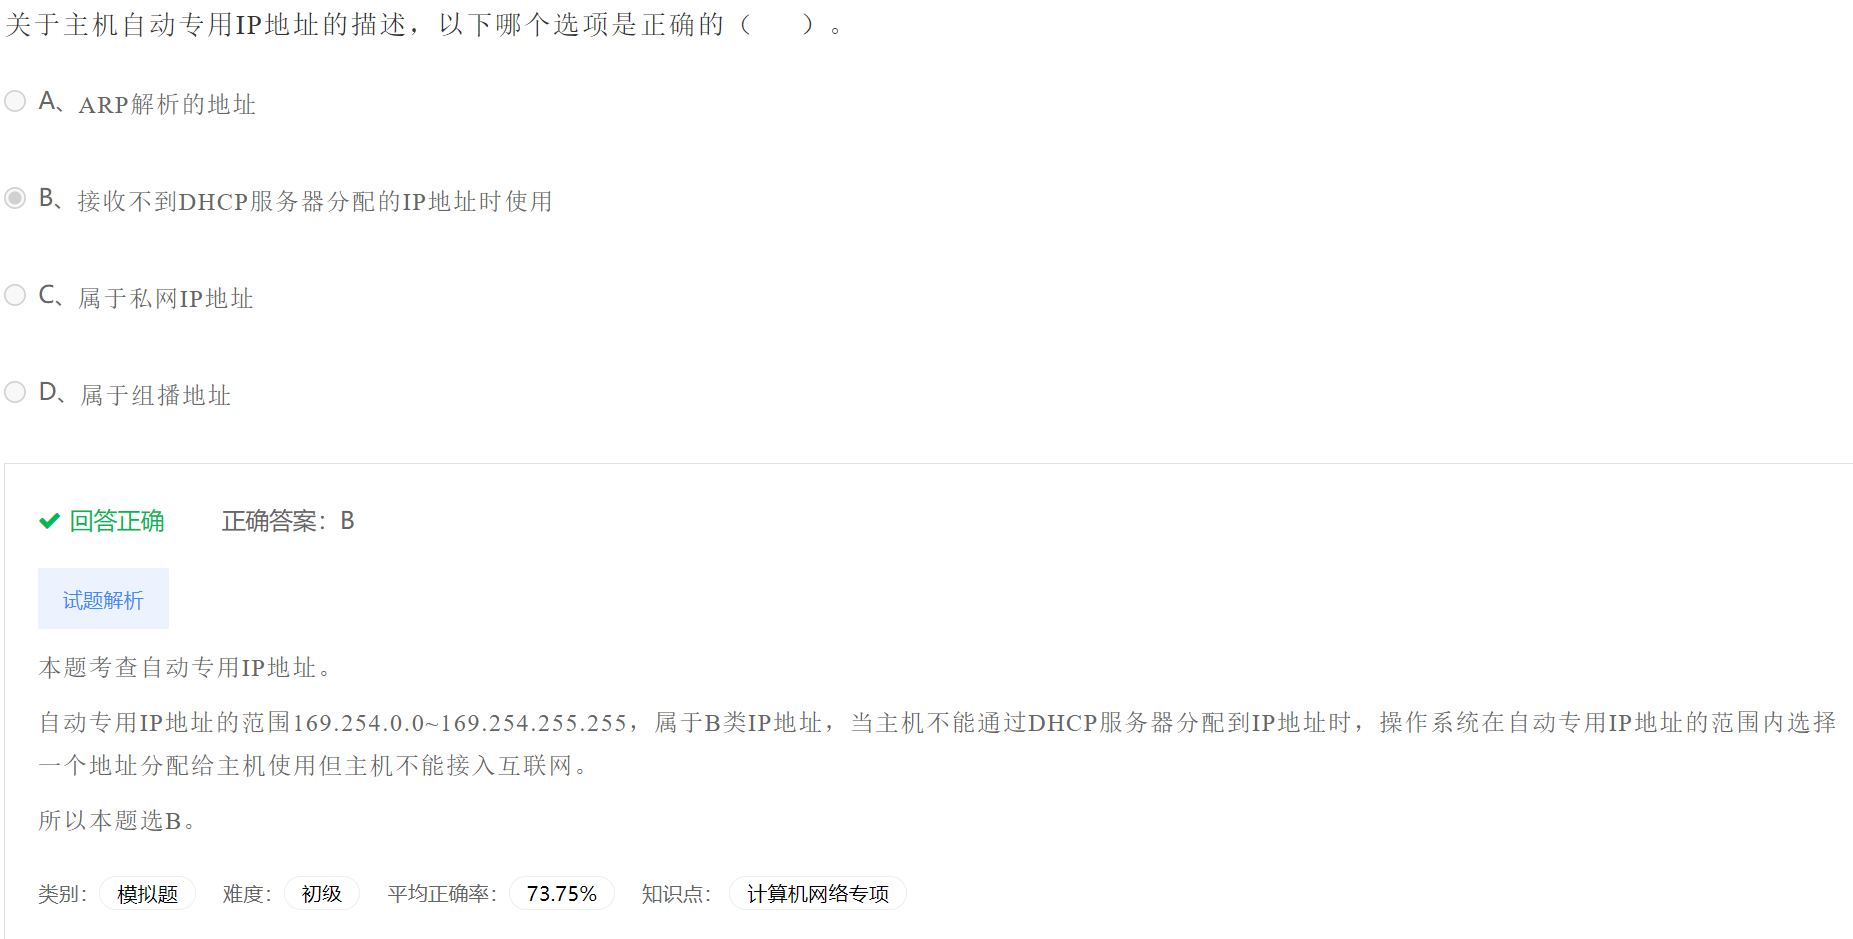 关于主机自动专用IP地址的描述，以下哪个选项是正确的（　　）。
A、ARP解析的地址
B、接收不到DHCP服务器分配的IP地址时使用
C、属于私网IP地址
D、属于组播地址
回答正确 正确答案：B
试题解析
本题考查自动专用IP地址。
自动专用IP地址的范围169.254.0.0~169.254.255.255，属于B类IP地址，当主机不能通过DHCP服务器分配到IP地址时，操作系统在自动专用IP地址的范围内选择
一个地址分配给主机使用但主机不能接入互联网。
所以本题选B。
类别： 模拟题 难度： 初级 平均正确率： 73.75% 知识点： 计算机网络专项